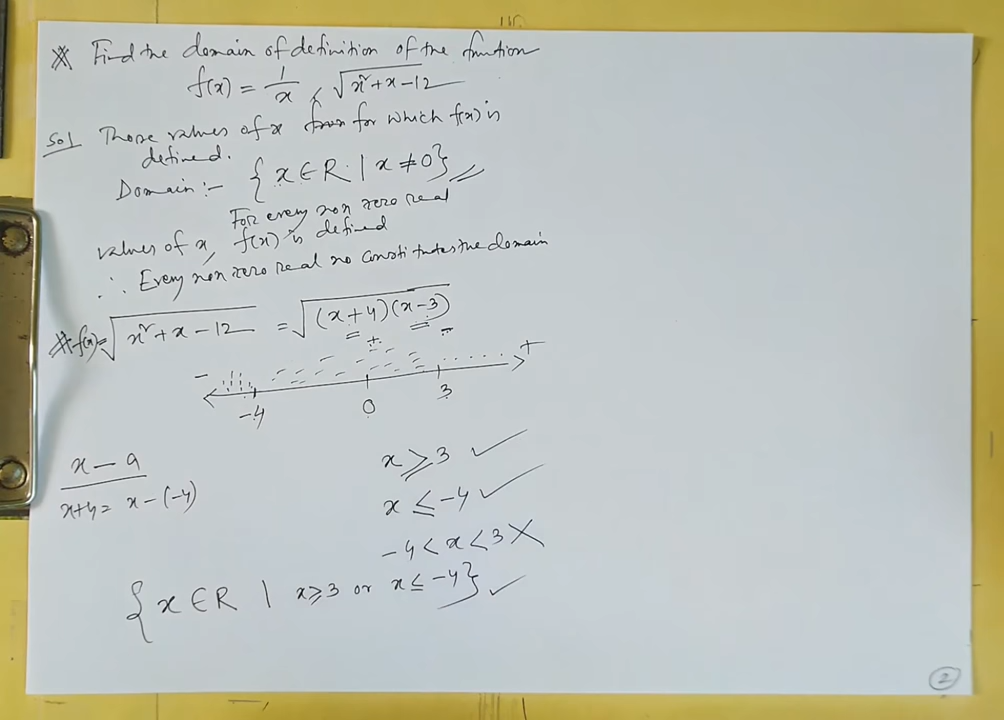 * Find the domain of definition of the function
f(x) = 1/x , √(x²+x-12)
Sol Those values of x for which f(x) is
defined.
Domain :- {x ∈ R | x ≠ 0}
For every non zero real
values of x, f(x) is defined
∴ Every non zero real no constitutes the domain
# f(x) = √(x²+x-12) = √((x+4)(x-3))
+ -
- +
-4 0 3
x - a
x+4 = x-(-4)
x ≥ 3 ✓
x ≤ -4 ✓
-4 < x < 3 ✗
{x ∈ R | x ≥ 3 or x ≤ -4} ✓
2